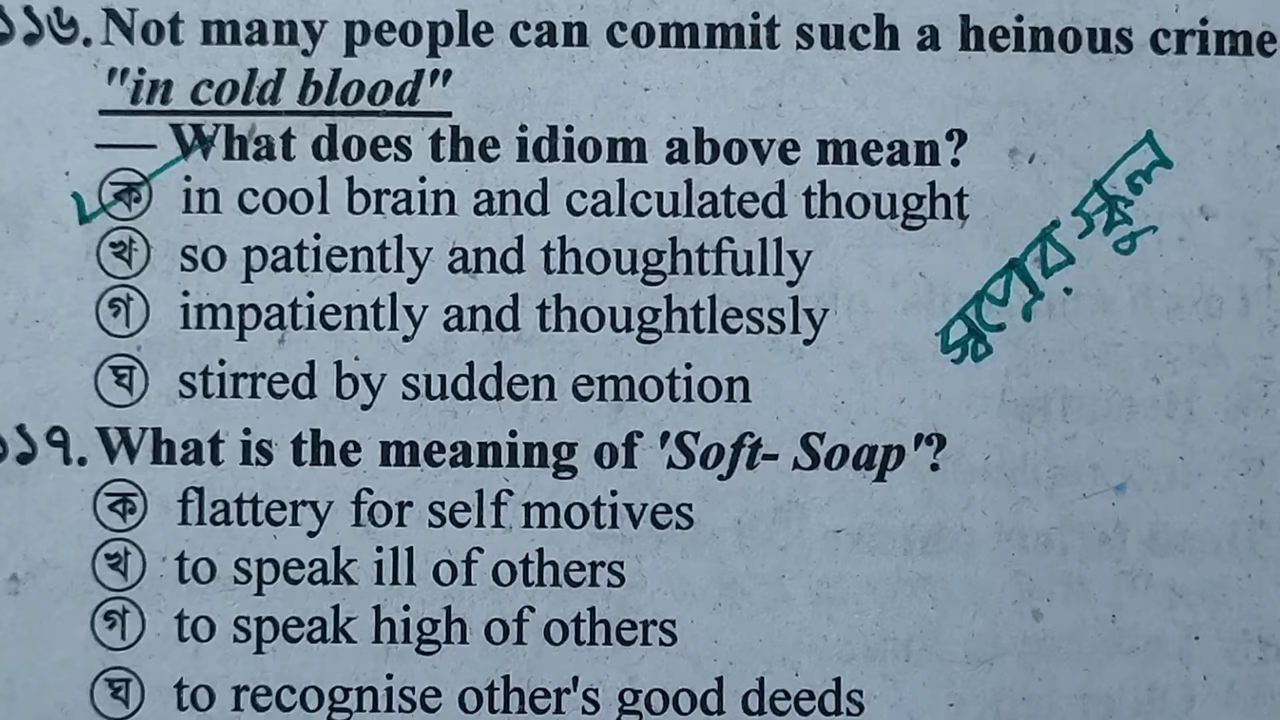 ১১৬. Not many people can commit such a heinous crime
"in cold blood"
— What does the idiom above mean?
ক in cool brain and calculated thought
খ so patiently and thoughtfully
গ impatiently and thoughtlessly
ঘ stirred by sudden emotion
স্বপ্নের স্কুল
১১৭. What is the meaning of 'Soft- Soap'?
ক flattery for self motives
খ to speak ill of others
গ to speak high of others
ঘ to recognise other's good deeds